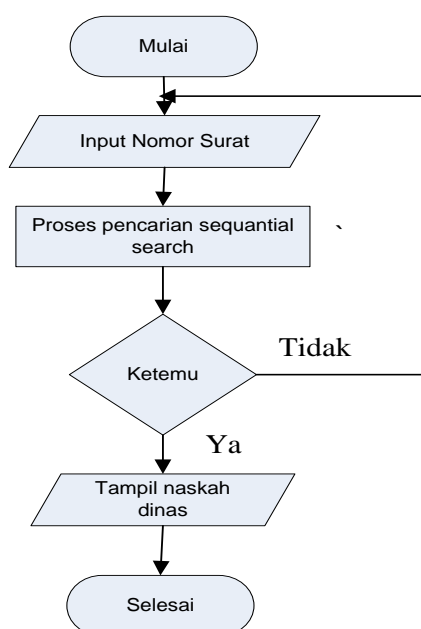 Mulai
Input Nomor Surat
Proses pencarian sequantial
search
`
Ketemu
Tidak
Ya
Tampil naskah
dinas
Selesai